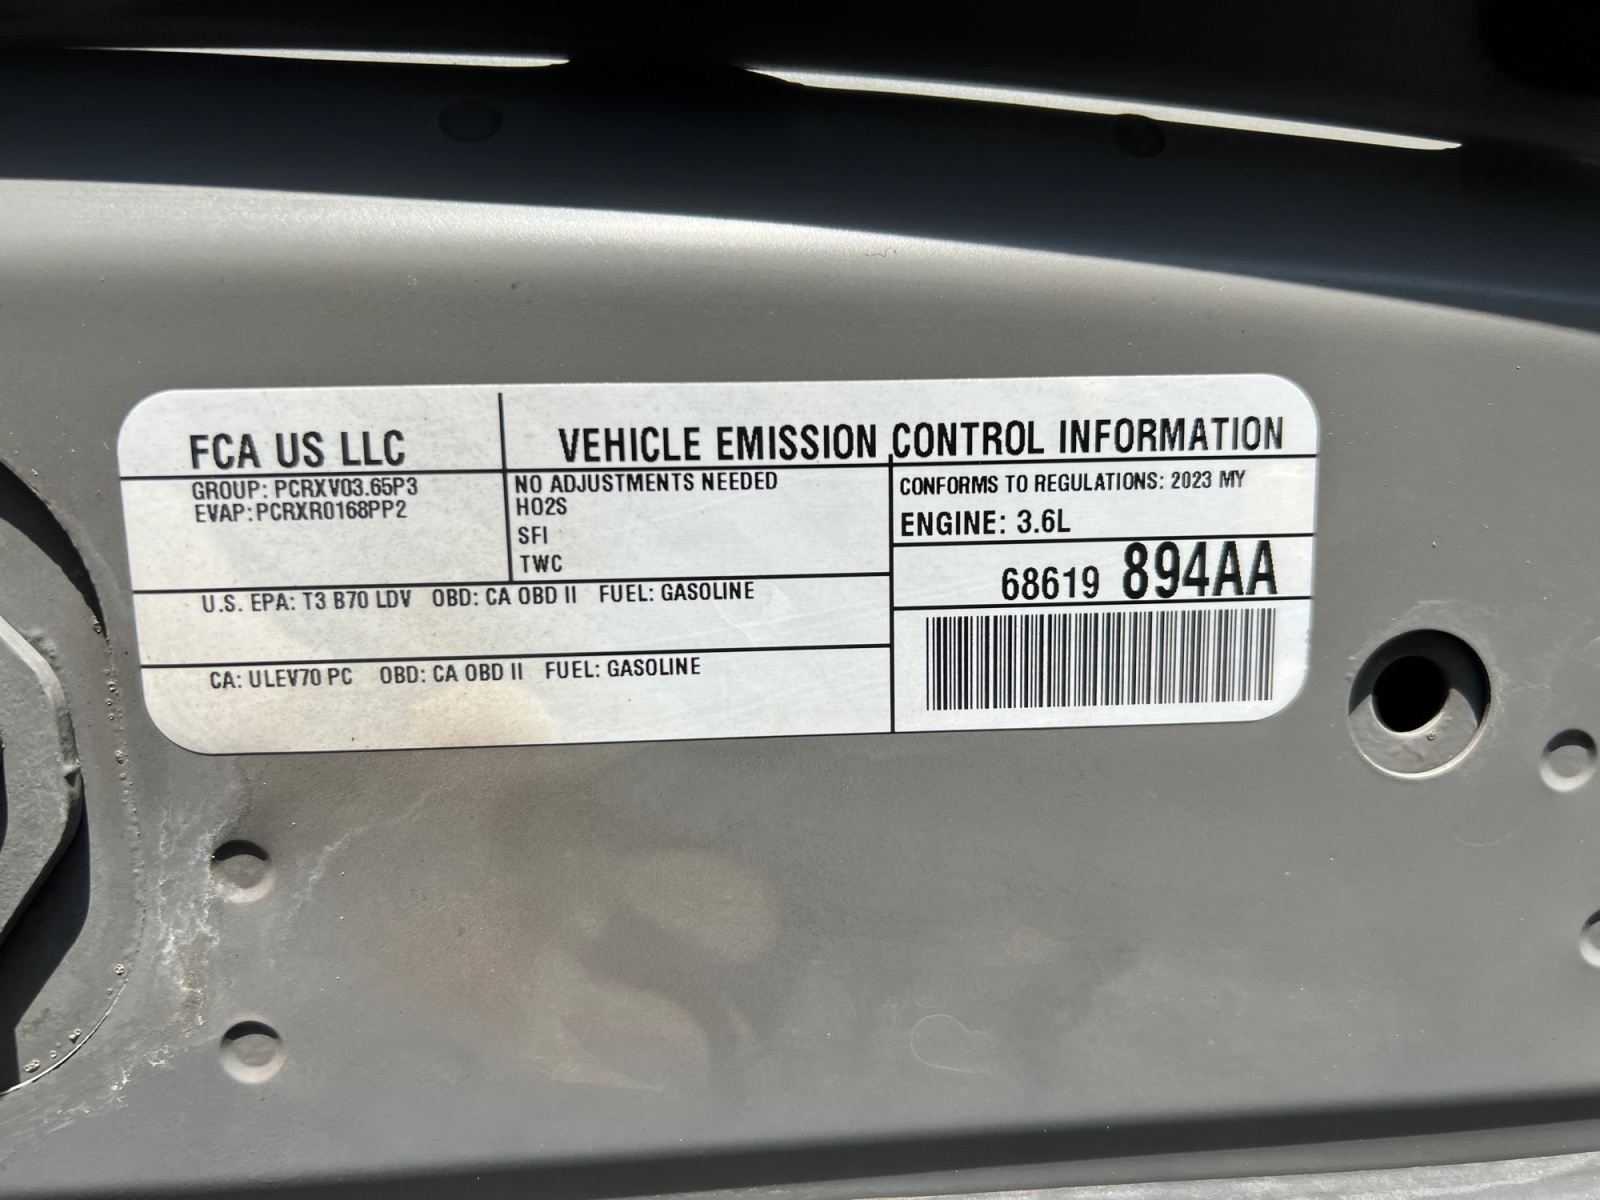 FCA US LLC
VEHICLE EMISSION CONTROL INFORMATION
GROUP: PCRXV03.65P3
EVAP:PCRXR0168PP2
NO ADJUSTMENTS NEEDED
HO2S
SFI
TWC
CONFORMS TO REGULATIONS: 2023 MY
ENGINE: 3.6L
68619 894AA
U.S. EPA: T3 B70 LDV OBD: CA OBD II FUEL: GASOLINE
CA: ULEV70 PC OBD: CA OBD II FUEL: GASOLINE